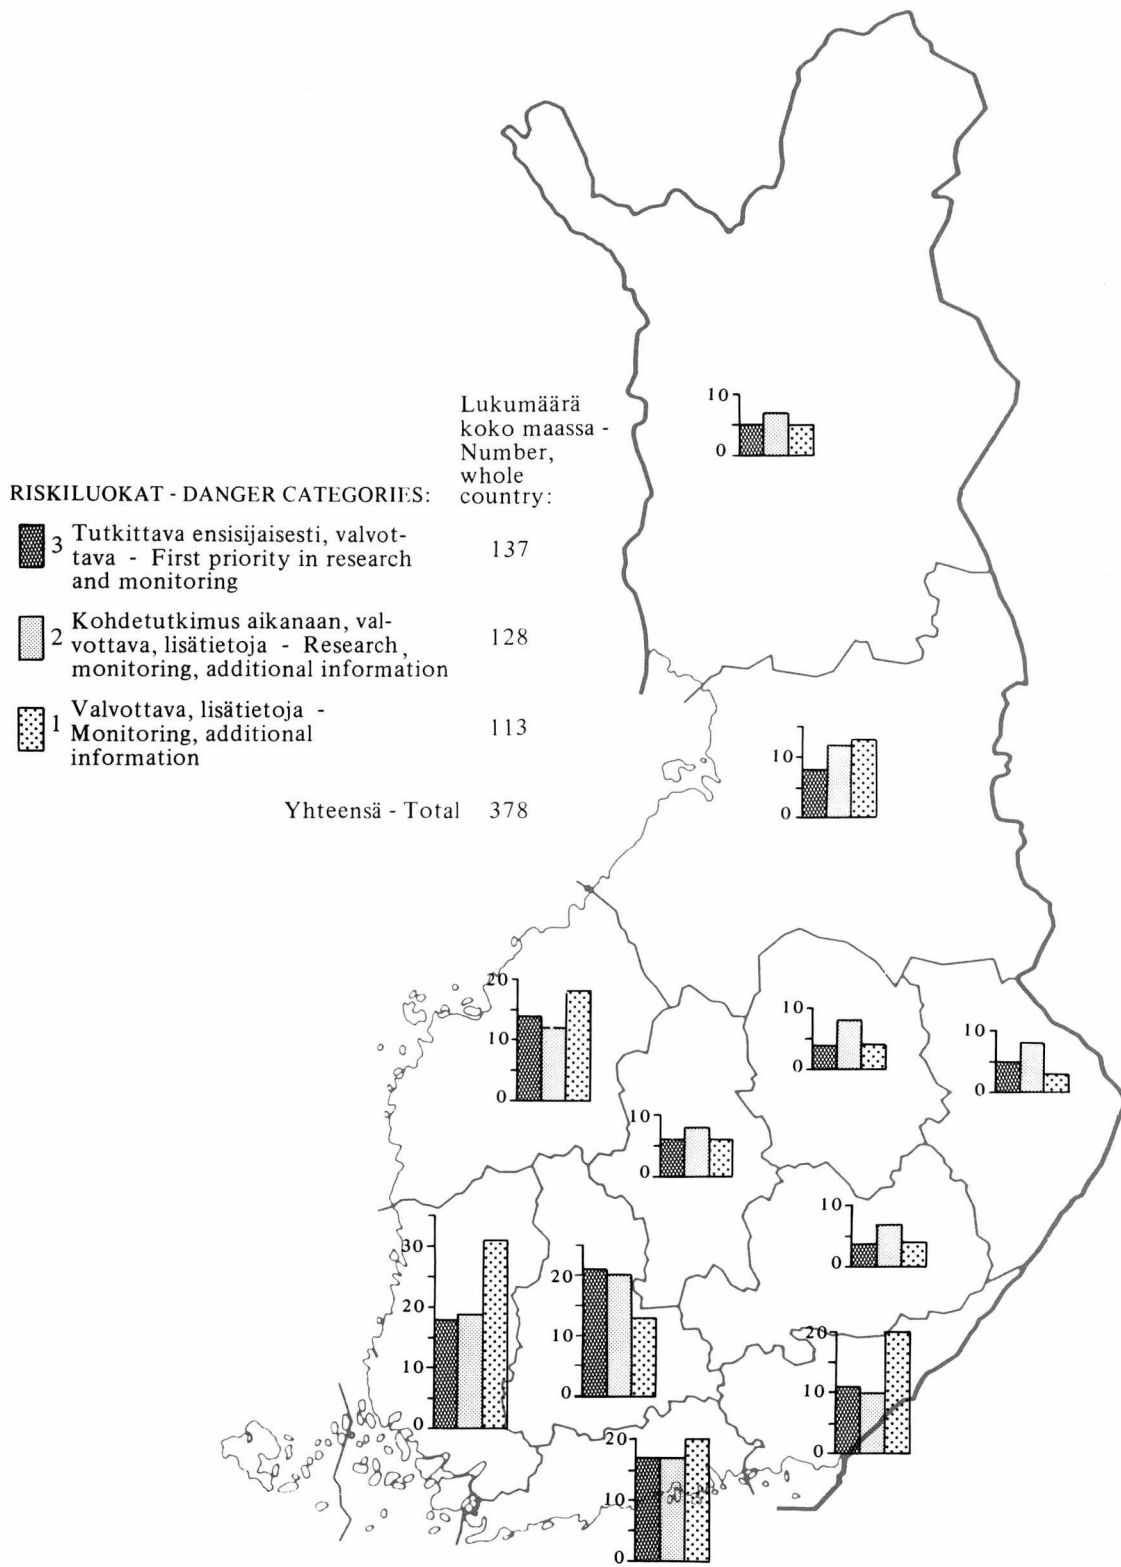 Lukumäärä
koko maassa -
Number,
whole
country:
RISKILUOKAT - DANGER CATEGORIES:
3 Tutkittava ensisijaisesti, valvot-
tava - First priority in research
and monitoring
137
2 Kohdetutkimus aikanaan, val-
vottava, lisätietoja - Research,
monitoring, additional information
128
1 Valvottava, lisätietoja -
Monitoring, additional
information
113
Yhteensä - Total 378
10
0
10
0
20
10
0
10
0
10
0
10
0
10
0
30
20
10
0
20
10
0
20
10
0
20
10
0